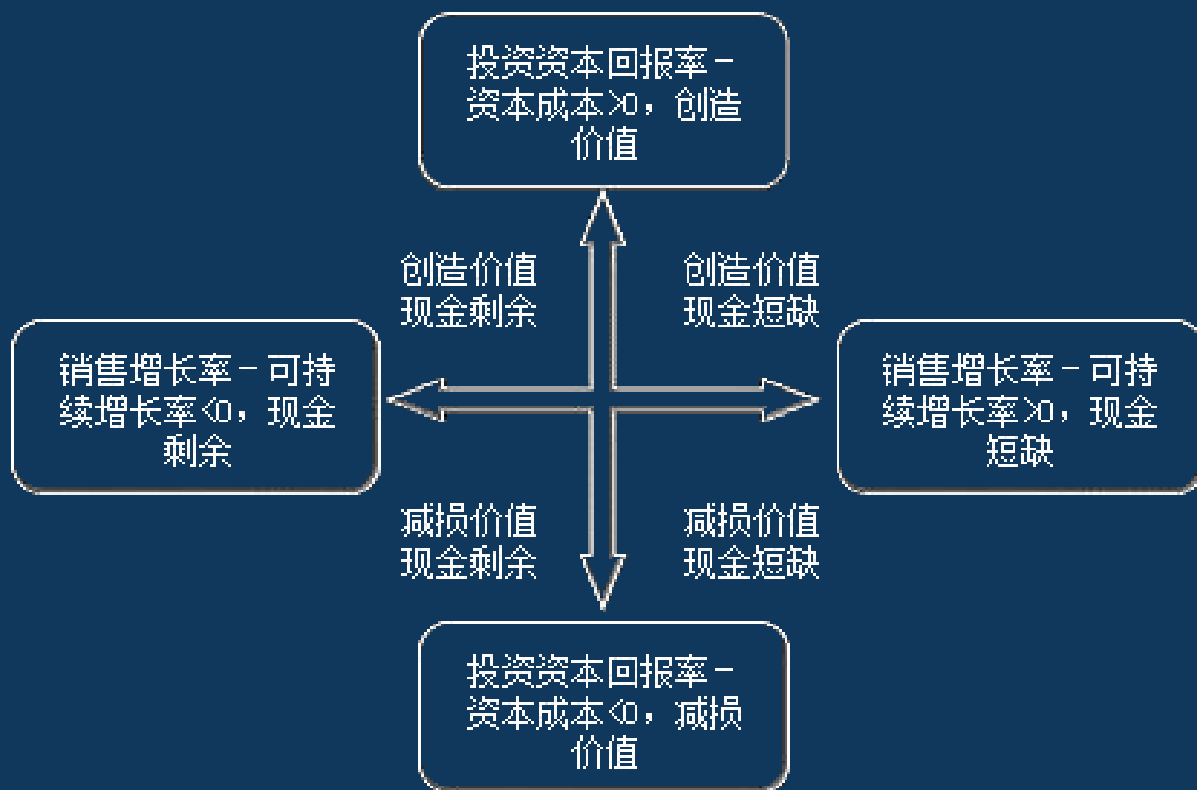 投资资本回报率-
资本成本>0，创造
价值
创造价值
现金剩余
创造价值
现金短缺
销售增长率-可持
续增长率<0，现金
剩余
销售增长率-可持
续增长率>0，现金
短缺
减损价值
现金剩余
减损价值
现金短缺
投资资本回报率-
资本成本<0，减损
价值